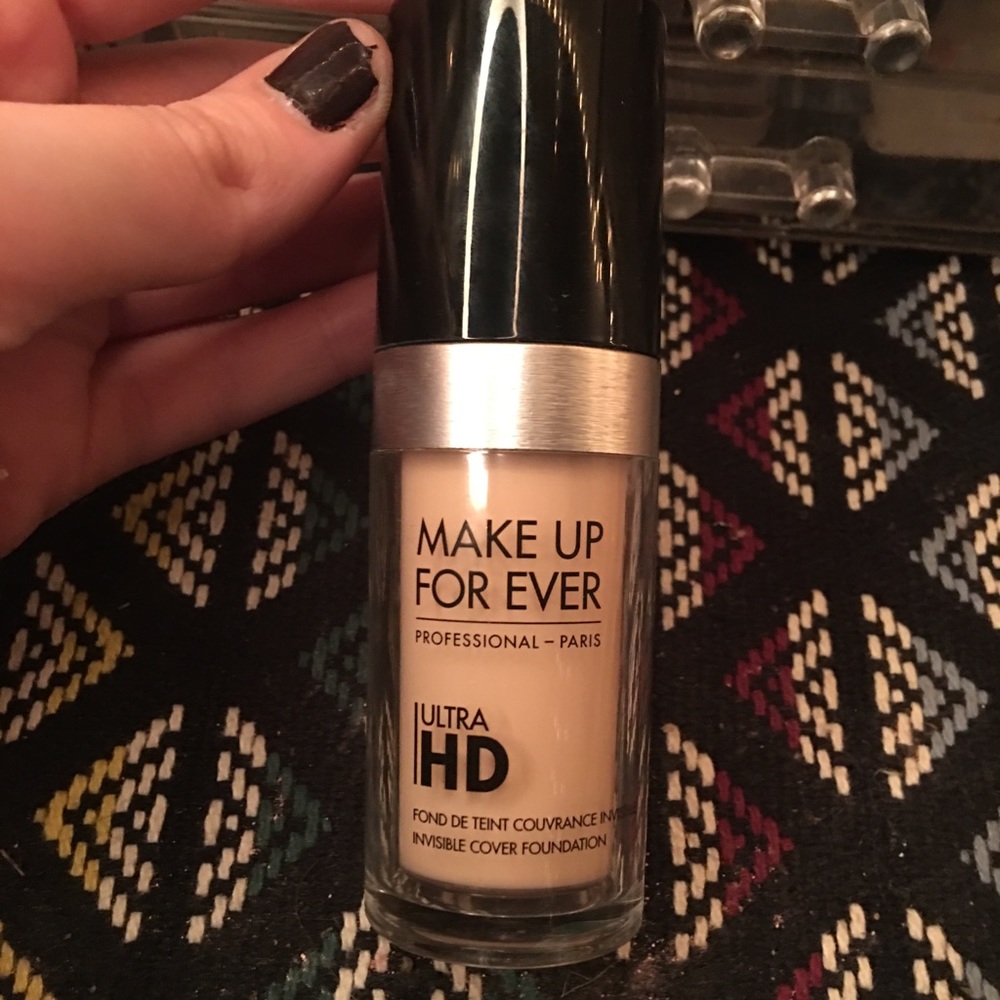 MAKE UP
FOR EVER
PROFESSIONAL – PARIS
ULTRA
HD
FOND DE TEINT COUVRANCE
INVISIBLE COVER FOUNDATION